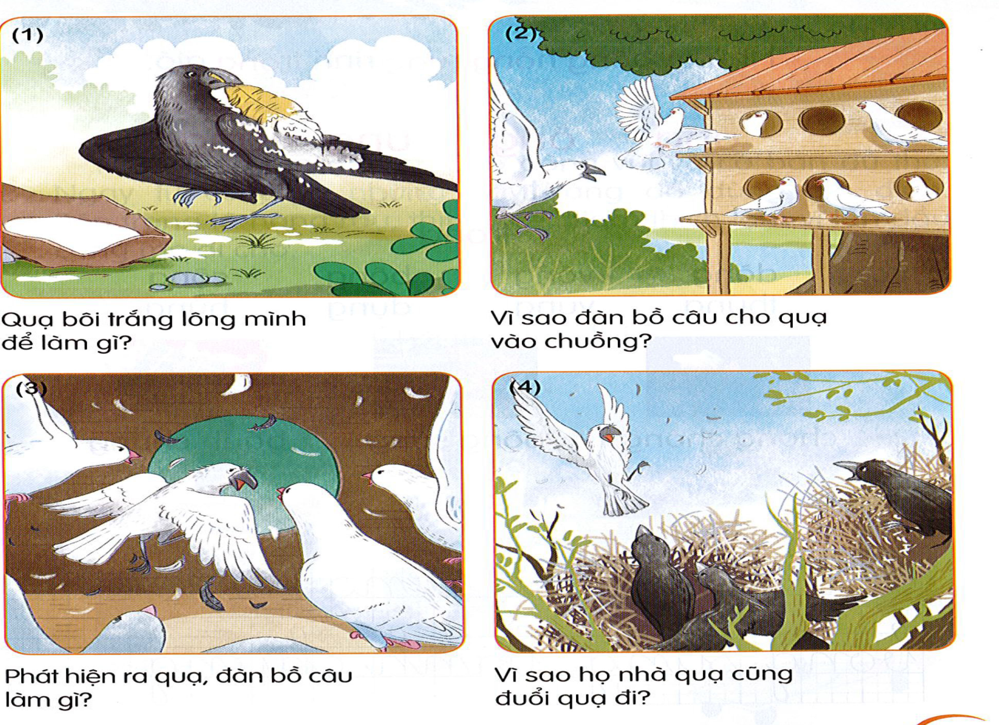 (1)
Quạ bôi trắng lông mình
để làm gì?
(2)
Vì sao đàn bồ câu cho quạ
vào chuồng?
(3)
Phát hiện ra quạ, đàn bồ câu
làm gì?
(4)
Vì sao họ nhà quạ cũng
đuổi quạ đi?